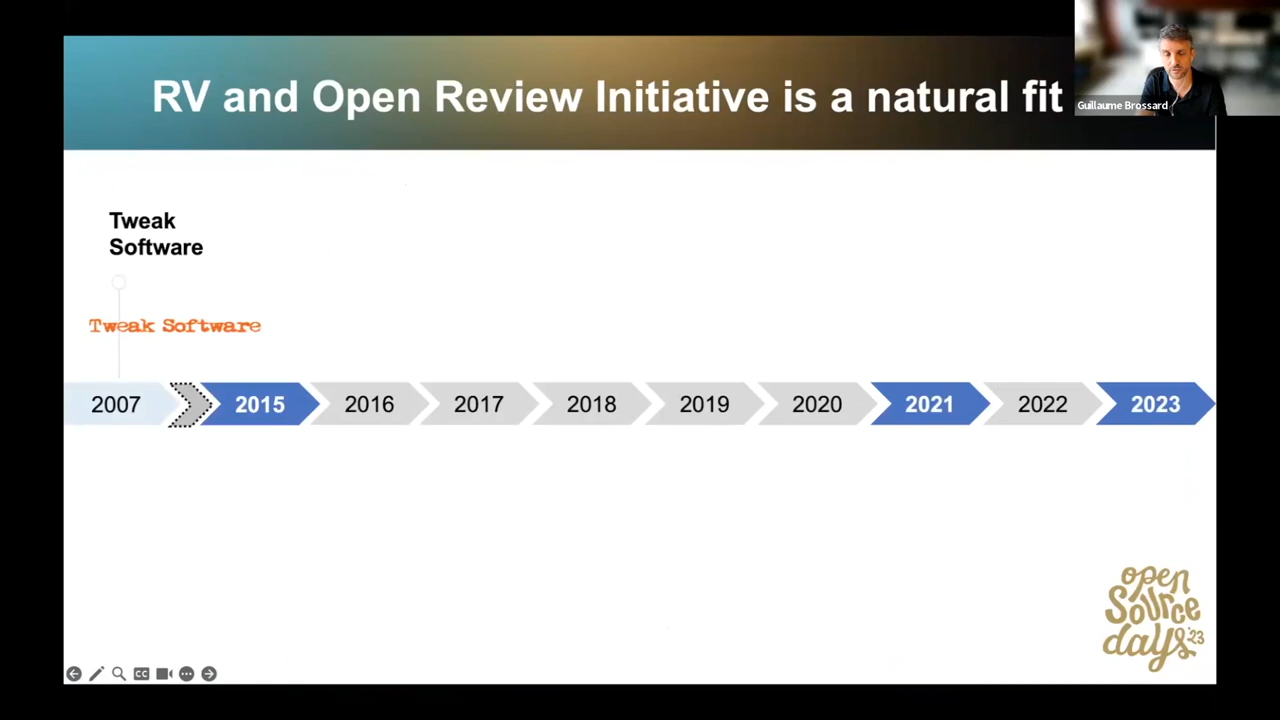 RV and Open Review Initiative is a natural fit
Guillaume Brossard
Tweak
Software
Tweak Software
2007
2015
2016
2017
2018
2019
2020
2021
2022
2023
open
source
days '23
CC